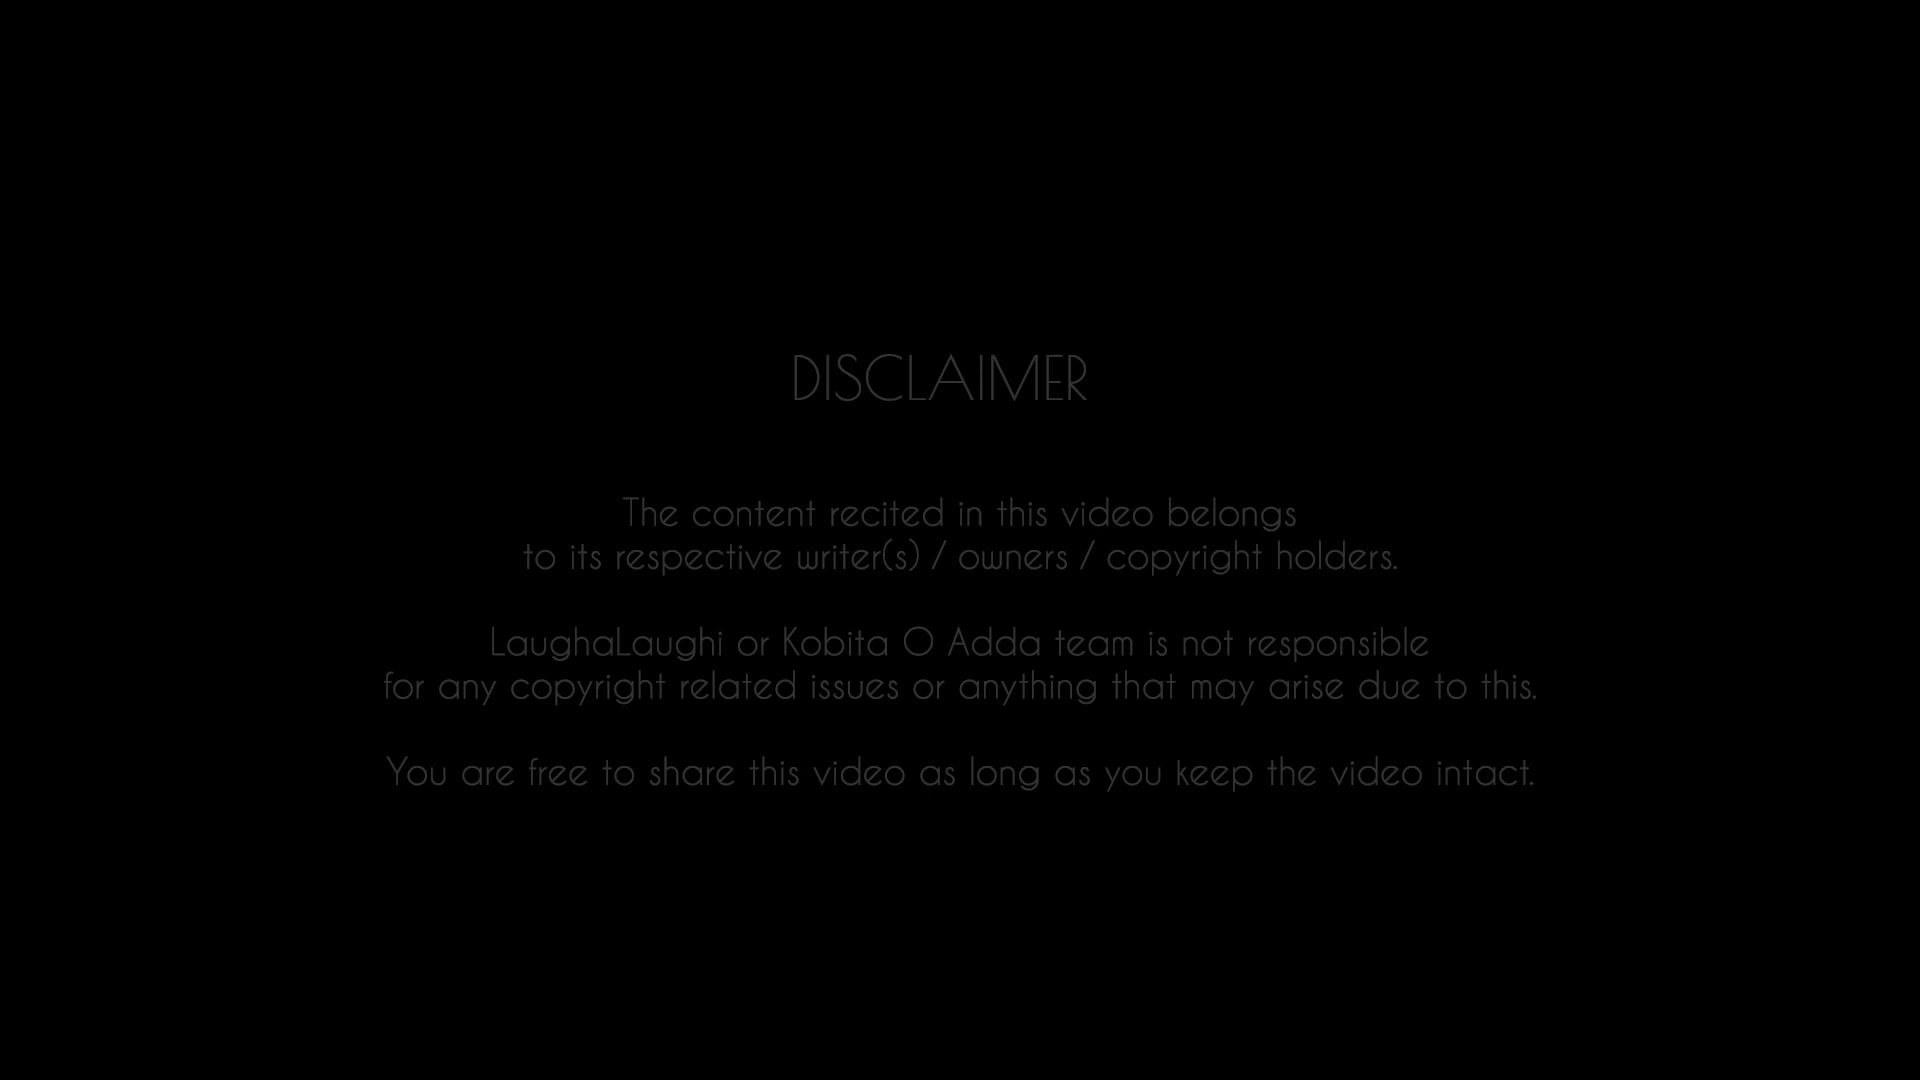 DISCLAIMER
The content recited in this video belongs
to its respective writer(s) / owners / copyright holders.
LaughaLaughi or Kobita O Adda team is not responsible
for any copyright related issues or anything that may arise due to this.
You are free to share this video as long as you keep the video intact.